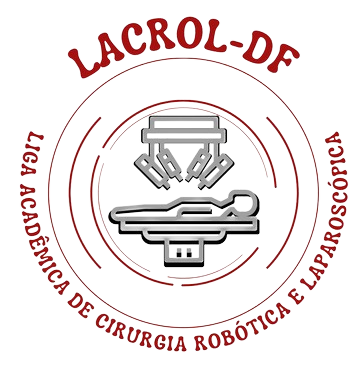 LACROL-DF
LIGA ACADÊMICA DE CIRURGIA ROBÓTICA E LAPAROSCÓPICA